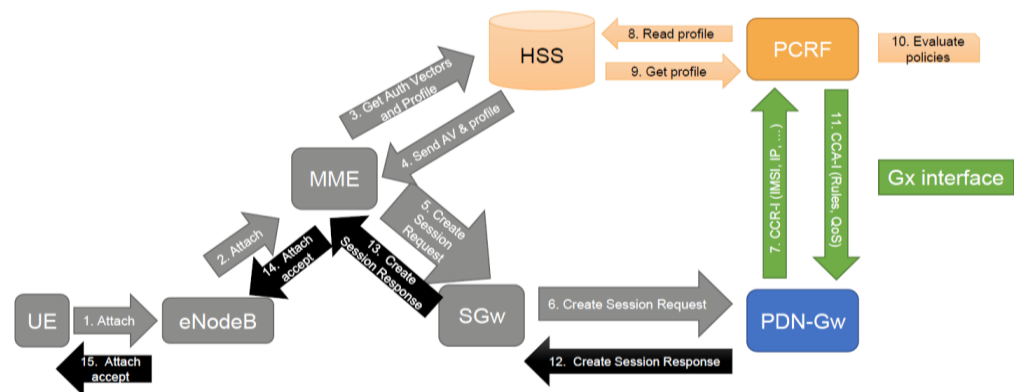 HSS
8. Read profile
PCRF
10. Evaluate
policies
9. Get profile
3. Get Auth Vectors
and Profile
4. Send AV & profile
MME
7. CCR-I (IMSI, IP, ...)
11. CCA-I (Rules, QoS)
Gx interface
5. Create
Session
Request
2. Attach
14. Attach
accept
13. Create
Session Response
UE
1. Attach
eNodeB
SGw
6. Create Session Request
PDN-Gw
15. Attach
accept
12. Create Session Response